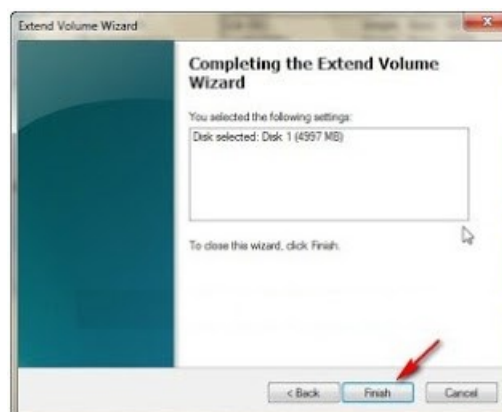 Extend Volume Wizard
Completing the Extend Volume
Wizard
You selected the following settings:
Disk selected: Disk 1 (4997 MB)
To close this wizard, click Finish.
< Back
Finish
Cancel